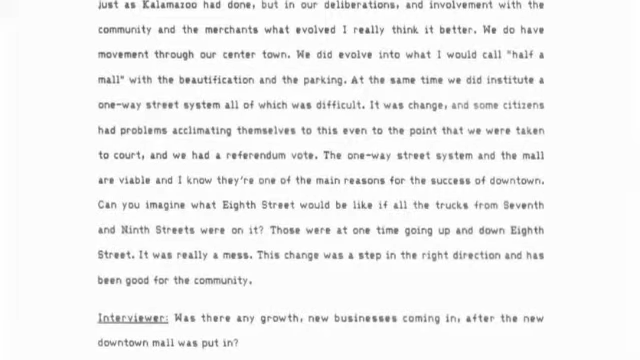 just as Kalamazoo had done, but in our deliberations, and involvement with the
community and the merchants what evolved I really think it better. We do have
movement through our center town. We did evolve into what I would call "half a
mall" with the beautification and the parking. At the same time we did institute a
one-way street system all of which was difficult. It was change, and some citizens
had problems acclimating themselves to this even to the point that we were taken
to court, and we had a referendum vote. The one-way street system and the mall
are viable and I know they're one of the main reasons for the success of downtown.
Can you imagine what Eighth Street would be like if all the trucks from Seventh
and Ninth Streets were on it? Those were at one time going up and down Eighth
Street. It was really a mess. This change was a step in the right direction and has
been good for the community.
Interviewer: Was there any growth, new businesses coming in, after the new
downtown mall was put in?